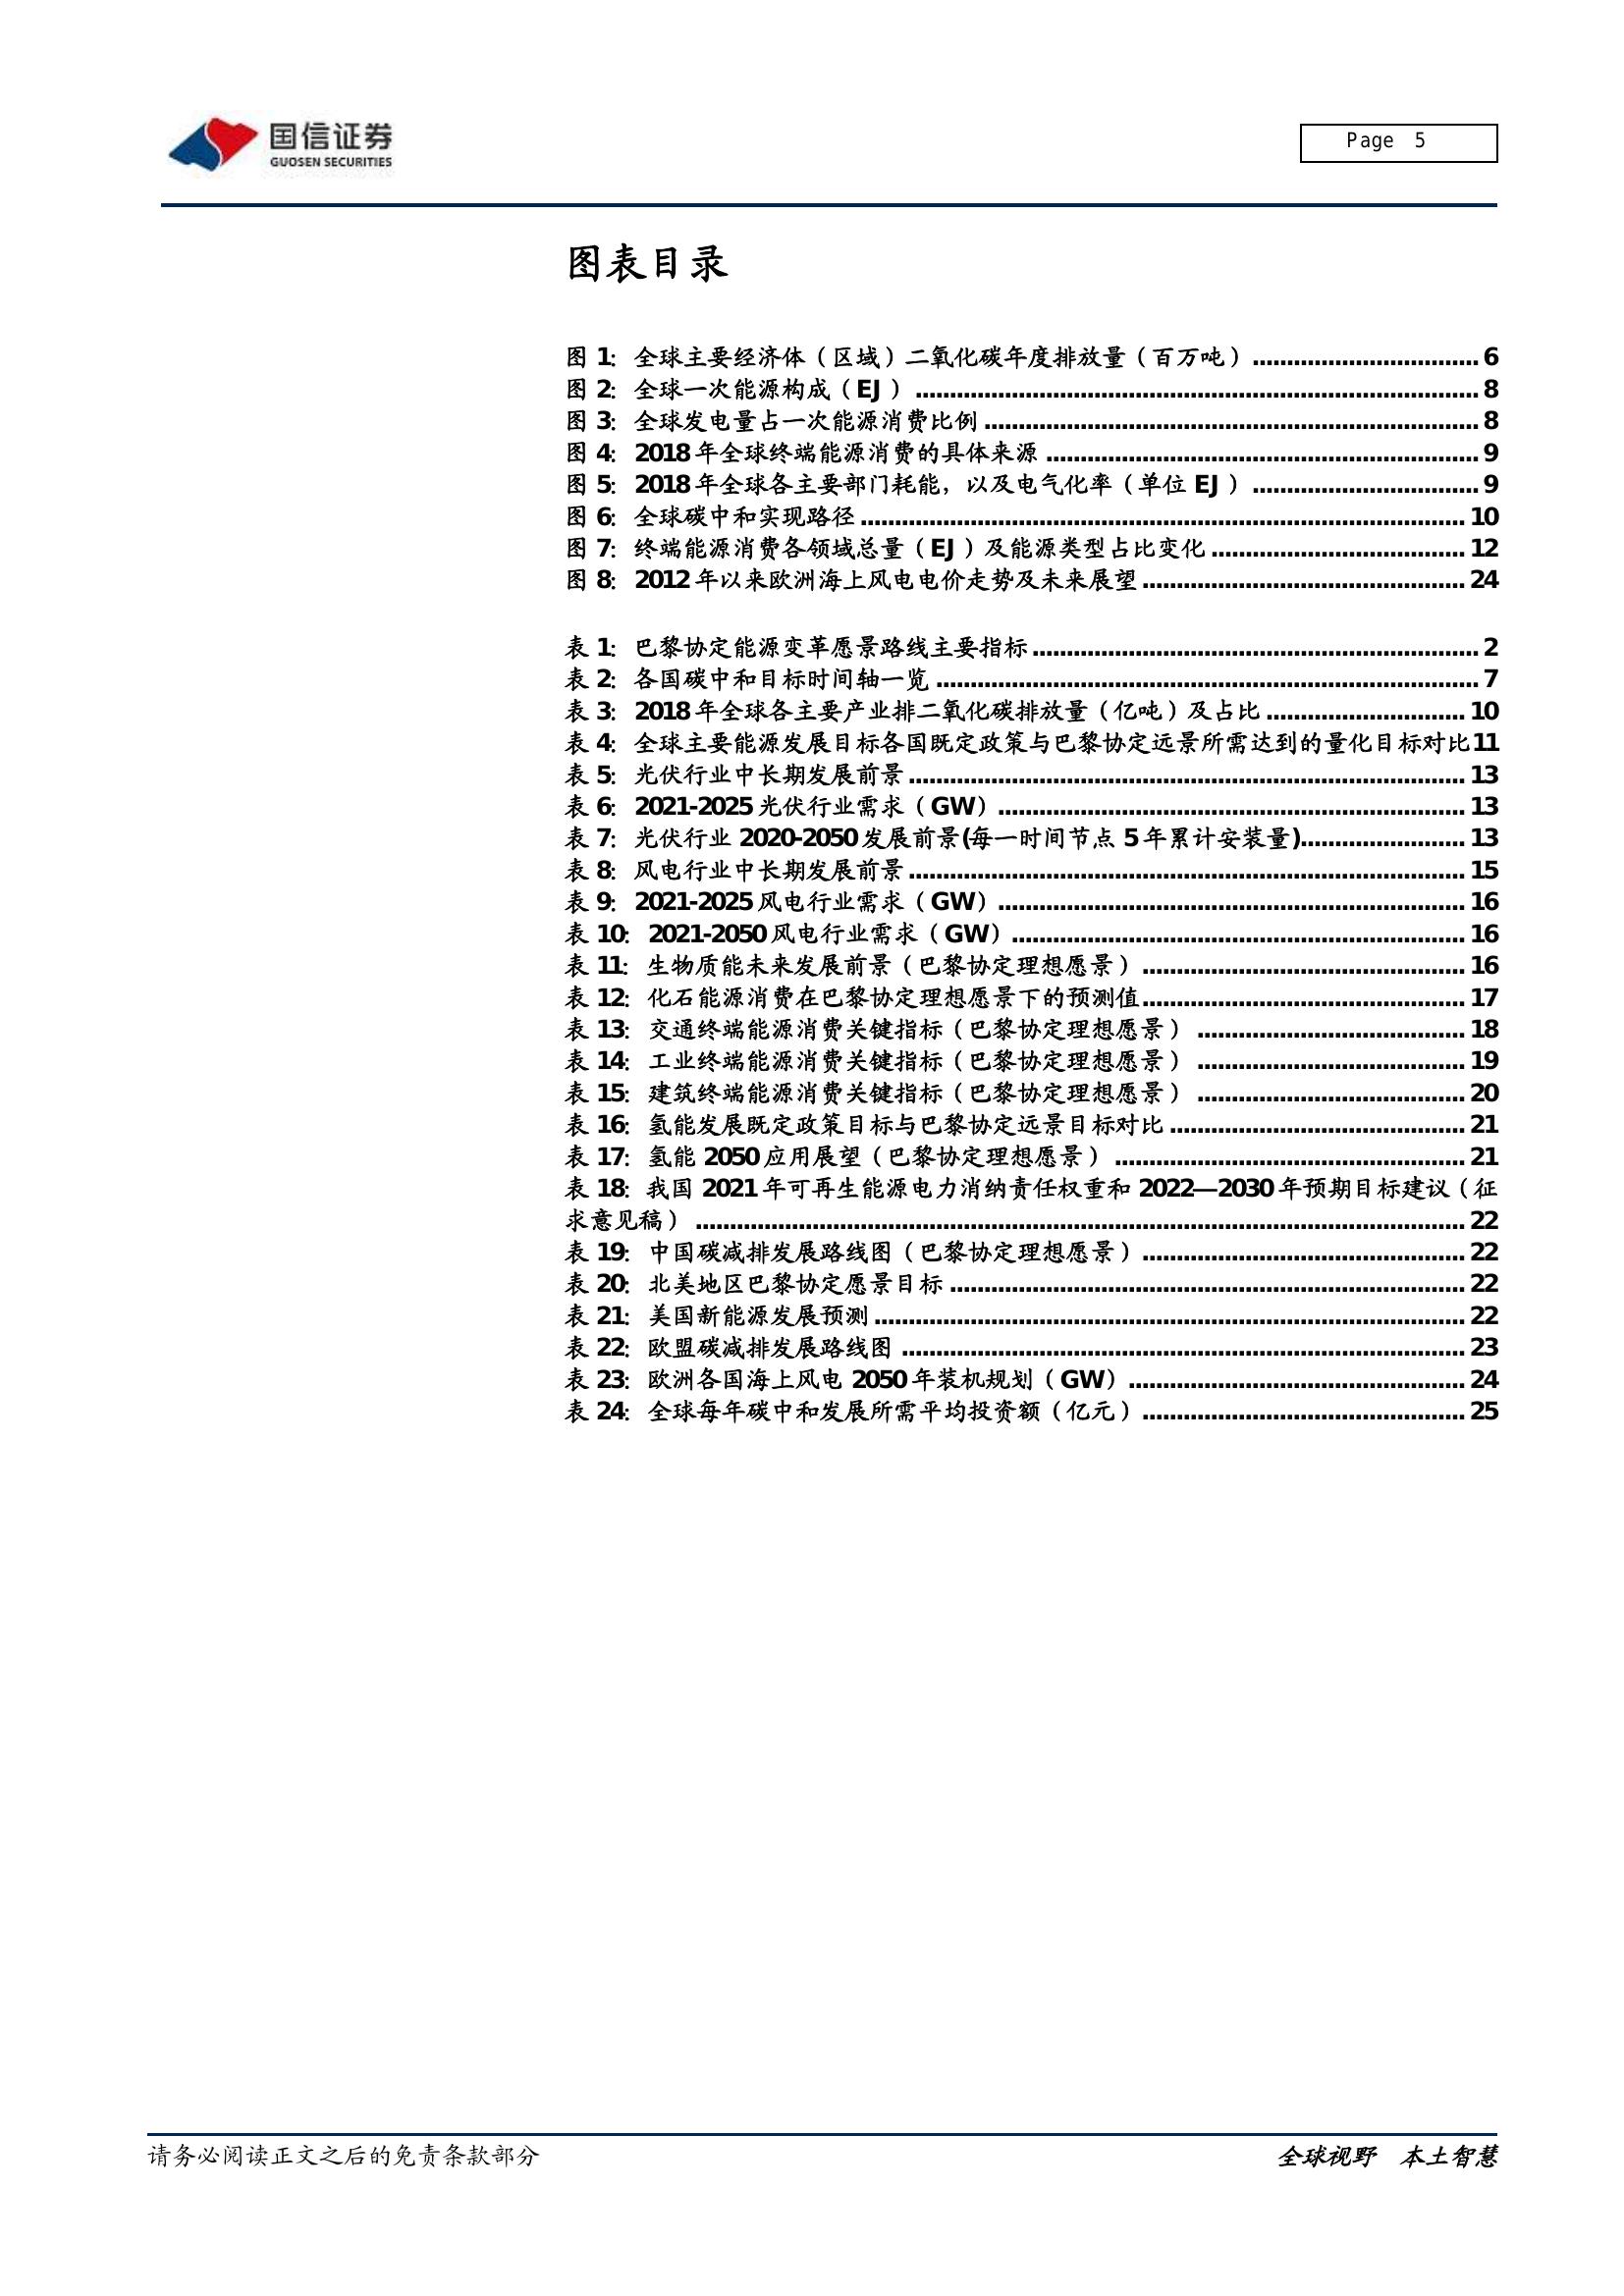 国信证券
GUOSEN SECURITIES
Page 5
图表目录
图 1: 全球主要经济体（区域）二氧化碳年度排放量（百万吨）.................................. 6
图 2: 全球一次能源构成（EJ）.................................................................................. 8
图 3: 全球发电量占一次能源消费比例........................................................................ 8
图 4: 2018 年全球终端能源消费的具体来源............................................................... 9
图 5: 2018 年全球各主要部门耗能，以及电气化率（单位 EJ）................................. 9
图 6: 全球碳中和实现路径......................................................................................... 10
图 7: 终端能源消费各领域总量（EJ）及能源类型占比变化..................................... 12
图 8: 2012 年以来欧洲海上风电电价走势及未来展望............................................... 24
表 1: 巴黎协定能源变革愿景路线主要指标................................................................. 2
表 2: 各国碳中和目标时间轴一览............................................................................... 7
表 3: 2018 年全球各主要产业排二氧化碳排放量（亿吨）及占比............................. 10
表 4: 全球主要能源发展目标各国既定政策与巴黎协定远景所需达到的量化目标对比11
表 5: 光伏行业中长期发展前景.................................................................................. 13
表 6: 2021-2025 光伏行业需求（GW）.................................................................... 13
表 7: 光伏行业 2020-2050 发展前景(每一时间节点 5 年累计安装量)........................ 13
表 8: 风电行业中长期发展前景.................................................................................. 15
表 9: 2021-2025 风电行业需求（GW）.................................................................... 16
表 10: 2021-2050 风电行业需求（GW）.................................................................. 16
表 11: 生物质能未来发展前景（巴黎协定理想愿景）............................................... 16
表 12: 化石能源消费在巴黎协定理想愿景下的预测值............................................... 17
表 13: 交通终端能源消费关键指标（巴黎协定理想愿景）....................................... 18
表 14: 工业终端能源消费关键指标（巴黎协定理想愿景）....................................... 19
表 15: 建筑终端能源消费关键指标（巴黎协定理想愿景）....................................... 20
表 16: 氢能发展既定政策目标与巴黎协定远景目标对比........................................... 21
表 17: 氢能 2050 应用展望（巴黎协定理想愿景）................................................... 21
表 18: 我国 2021 年可再生能源电力消纳责任权重和 2022—2030 年预期目标建议（征
求意见稿）................................................................................................................. 22
表 19: 中国碳减排发展路线图（巴黎协定理想愿景）............................................... 22
表 20: 北美地区巴黎协定愿景目标............................................................................ 22
表 21: 美国新能源发展预测....................................................................................... 22
表 22: 欧盟碳减排发展路线图................................................................................... 23
表 23: 欧洲各国海上风电 2050 年装机规划（GW）................................................. 24
表 24: 全球每年碳中和发展所需平均投资额（亿元）............................................... 25
请务必阅读正文之后的免责条款部分
全球视野 本土智慧